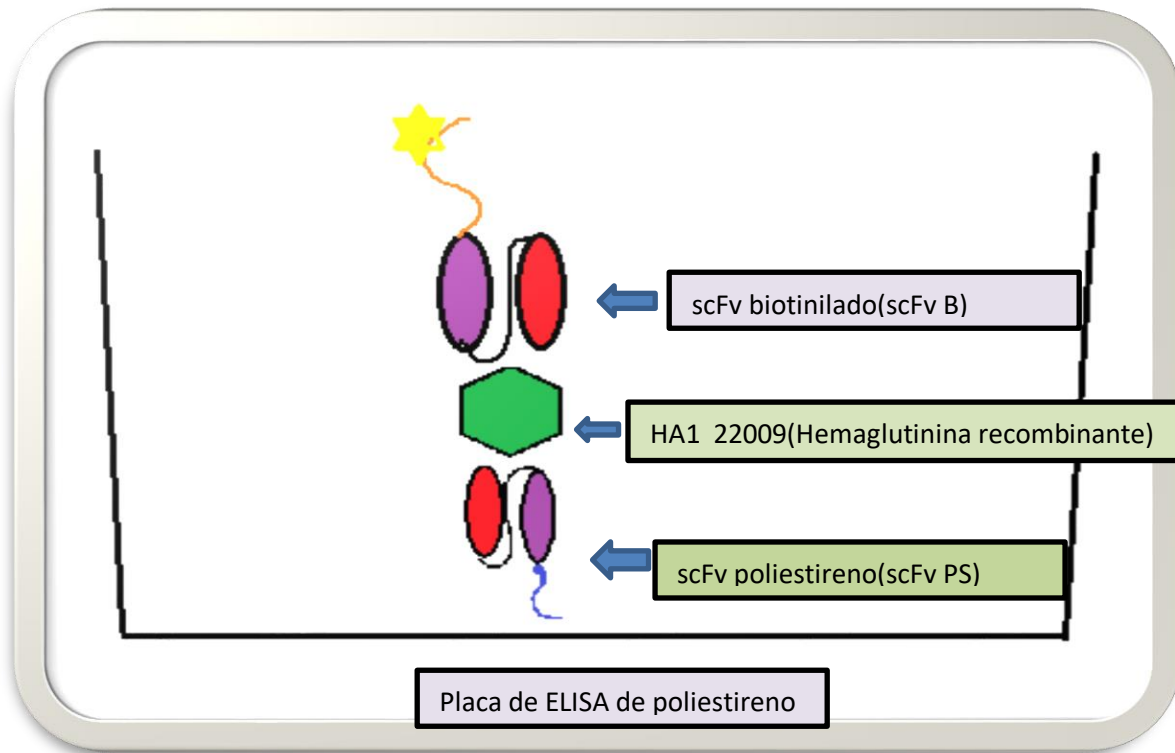 scFv biotinilado(scFv B)
HA1 22009(Hemaglutinina recombinante)
scFv poliestireno(scFv PS)
Placa de ELISA de poliestireno